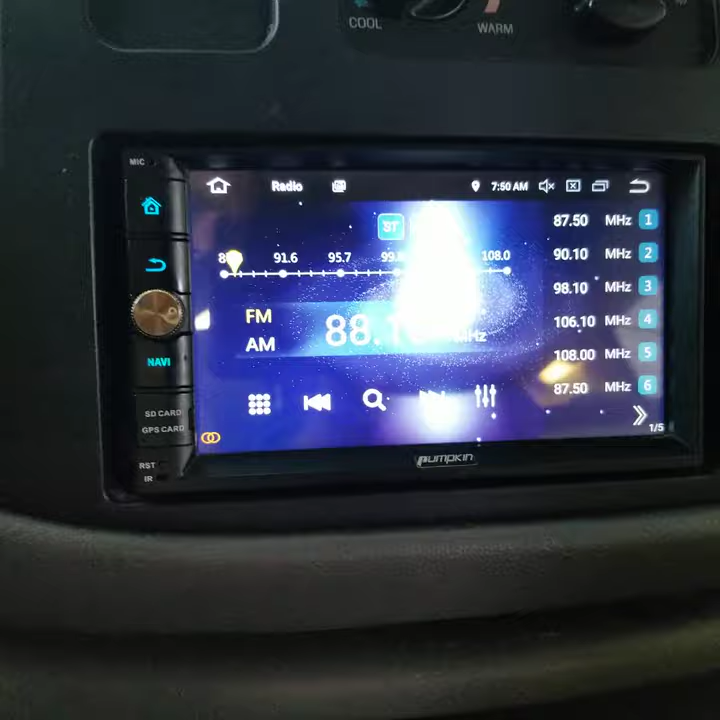 COOL
WARM
MIC
Radio
7:50 AM
ST
87.50 MHz 1
91.6 95.7 108.0
90.10 MHz 2
98.10 MHz 3
FM
AM
MHz
106.10 MHz 4
108.00 MHz 5
87.50 MHz 6
NAVI
SD CARD
GPS CARD
1/5
RST
IR
PUMPKIN